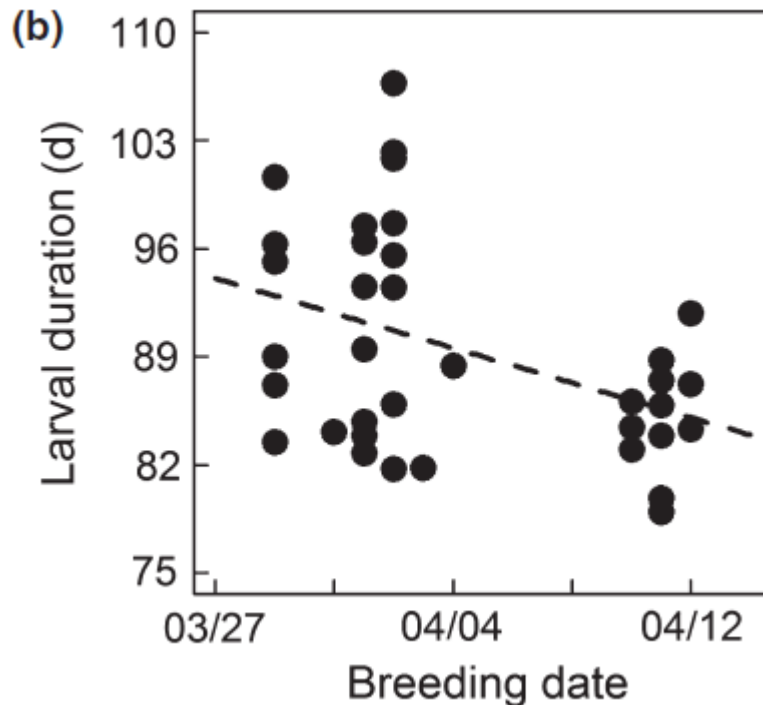 (b)
Larval duration (d)
110
103
96
89
82
75
03/27 04/04 04/12
Breeding date